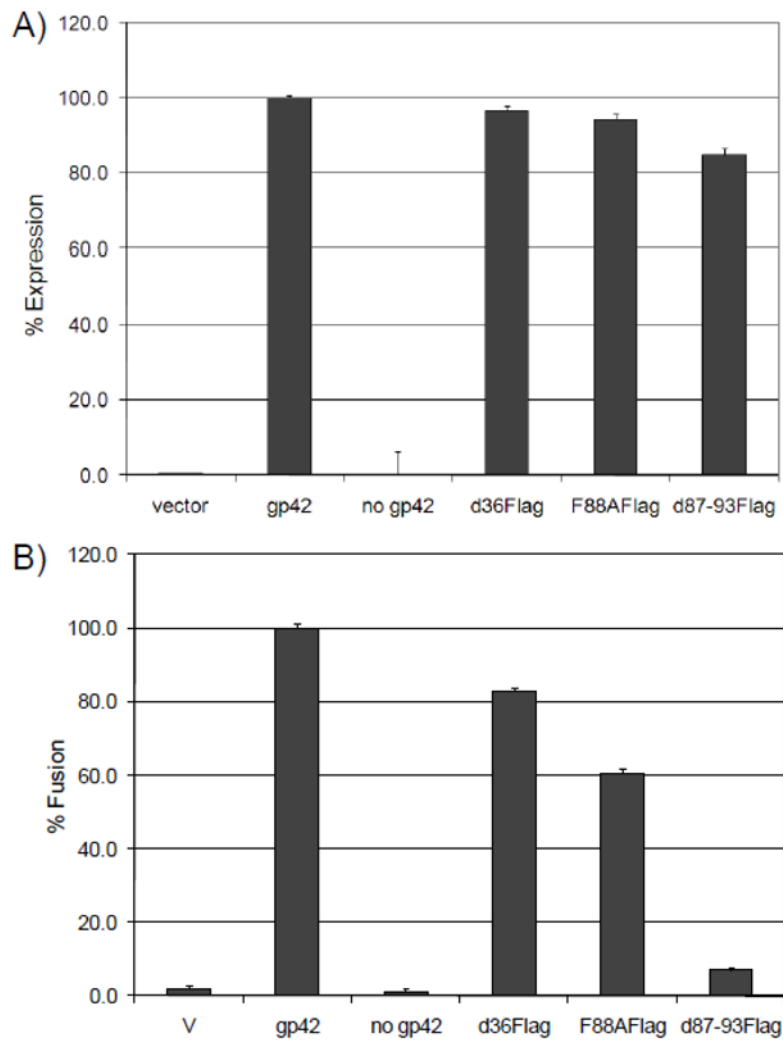 A)
120.0
100.0
80.0
60.0
40.0
20.0
0.0
% Expression
vector gp42 no gp42 d36Flag F88AFlag d87-93Flag
B)
120.0
100.0
80.0
60.0
40.0
20.0
0.0
% Fusion
V gp42 no gp42 d36Flag F88AFlag d87-93Flag